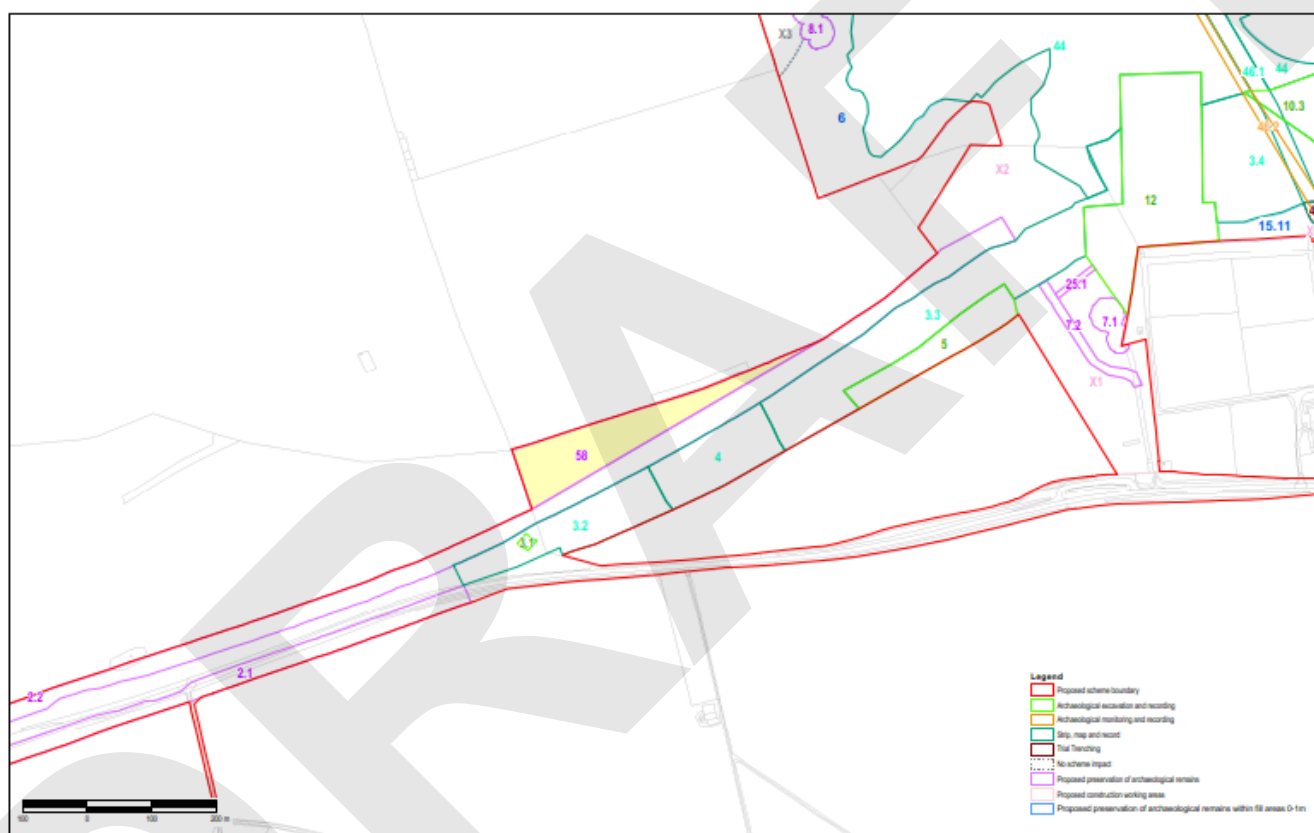 X3
8.1
44
46.1
44
10.3
46.2
6
3.4
X2
12
15.11
25.1
7.2
7.1
3.3
5
X1
58
4
3.2
3.1
2.1
2.2
Legend
Proposed scheme boundary
Archaeological excavation and recording
Archaeological monitoring and recording
Strip, map and record
Trial Trenching
No scheme impact
Proposed preservation of archaeological remains
Proposed construction working areas
Proposed preservation of archaeological remains within fill areas 0-1m
100 0 100 200 m